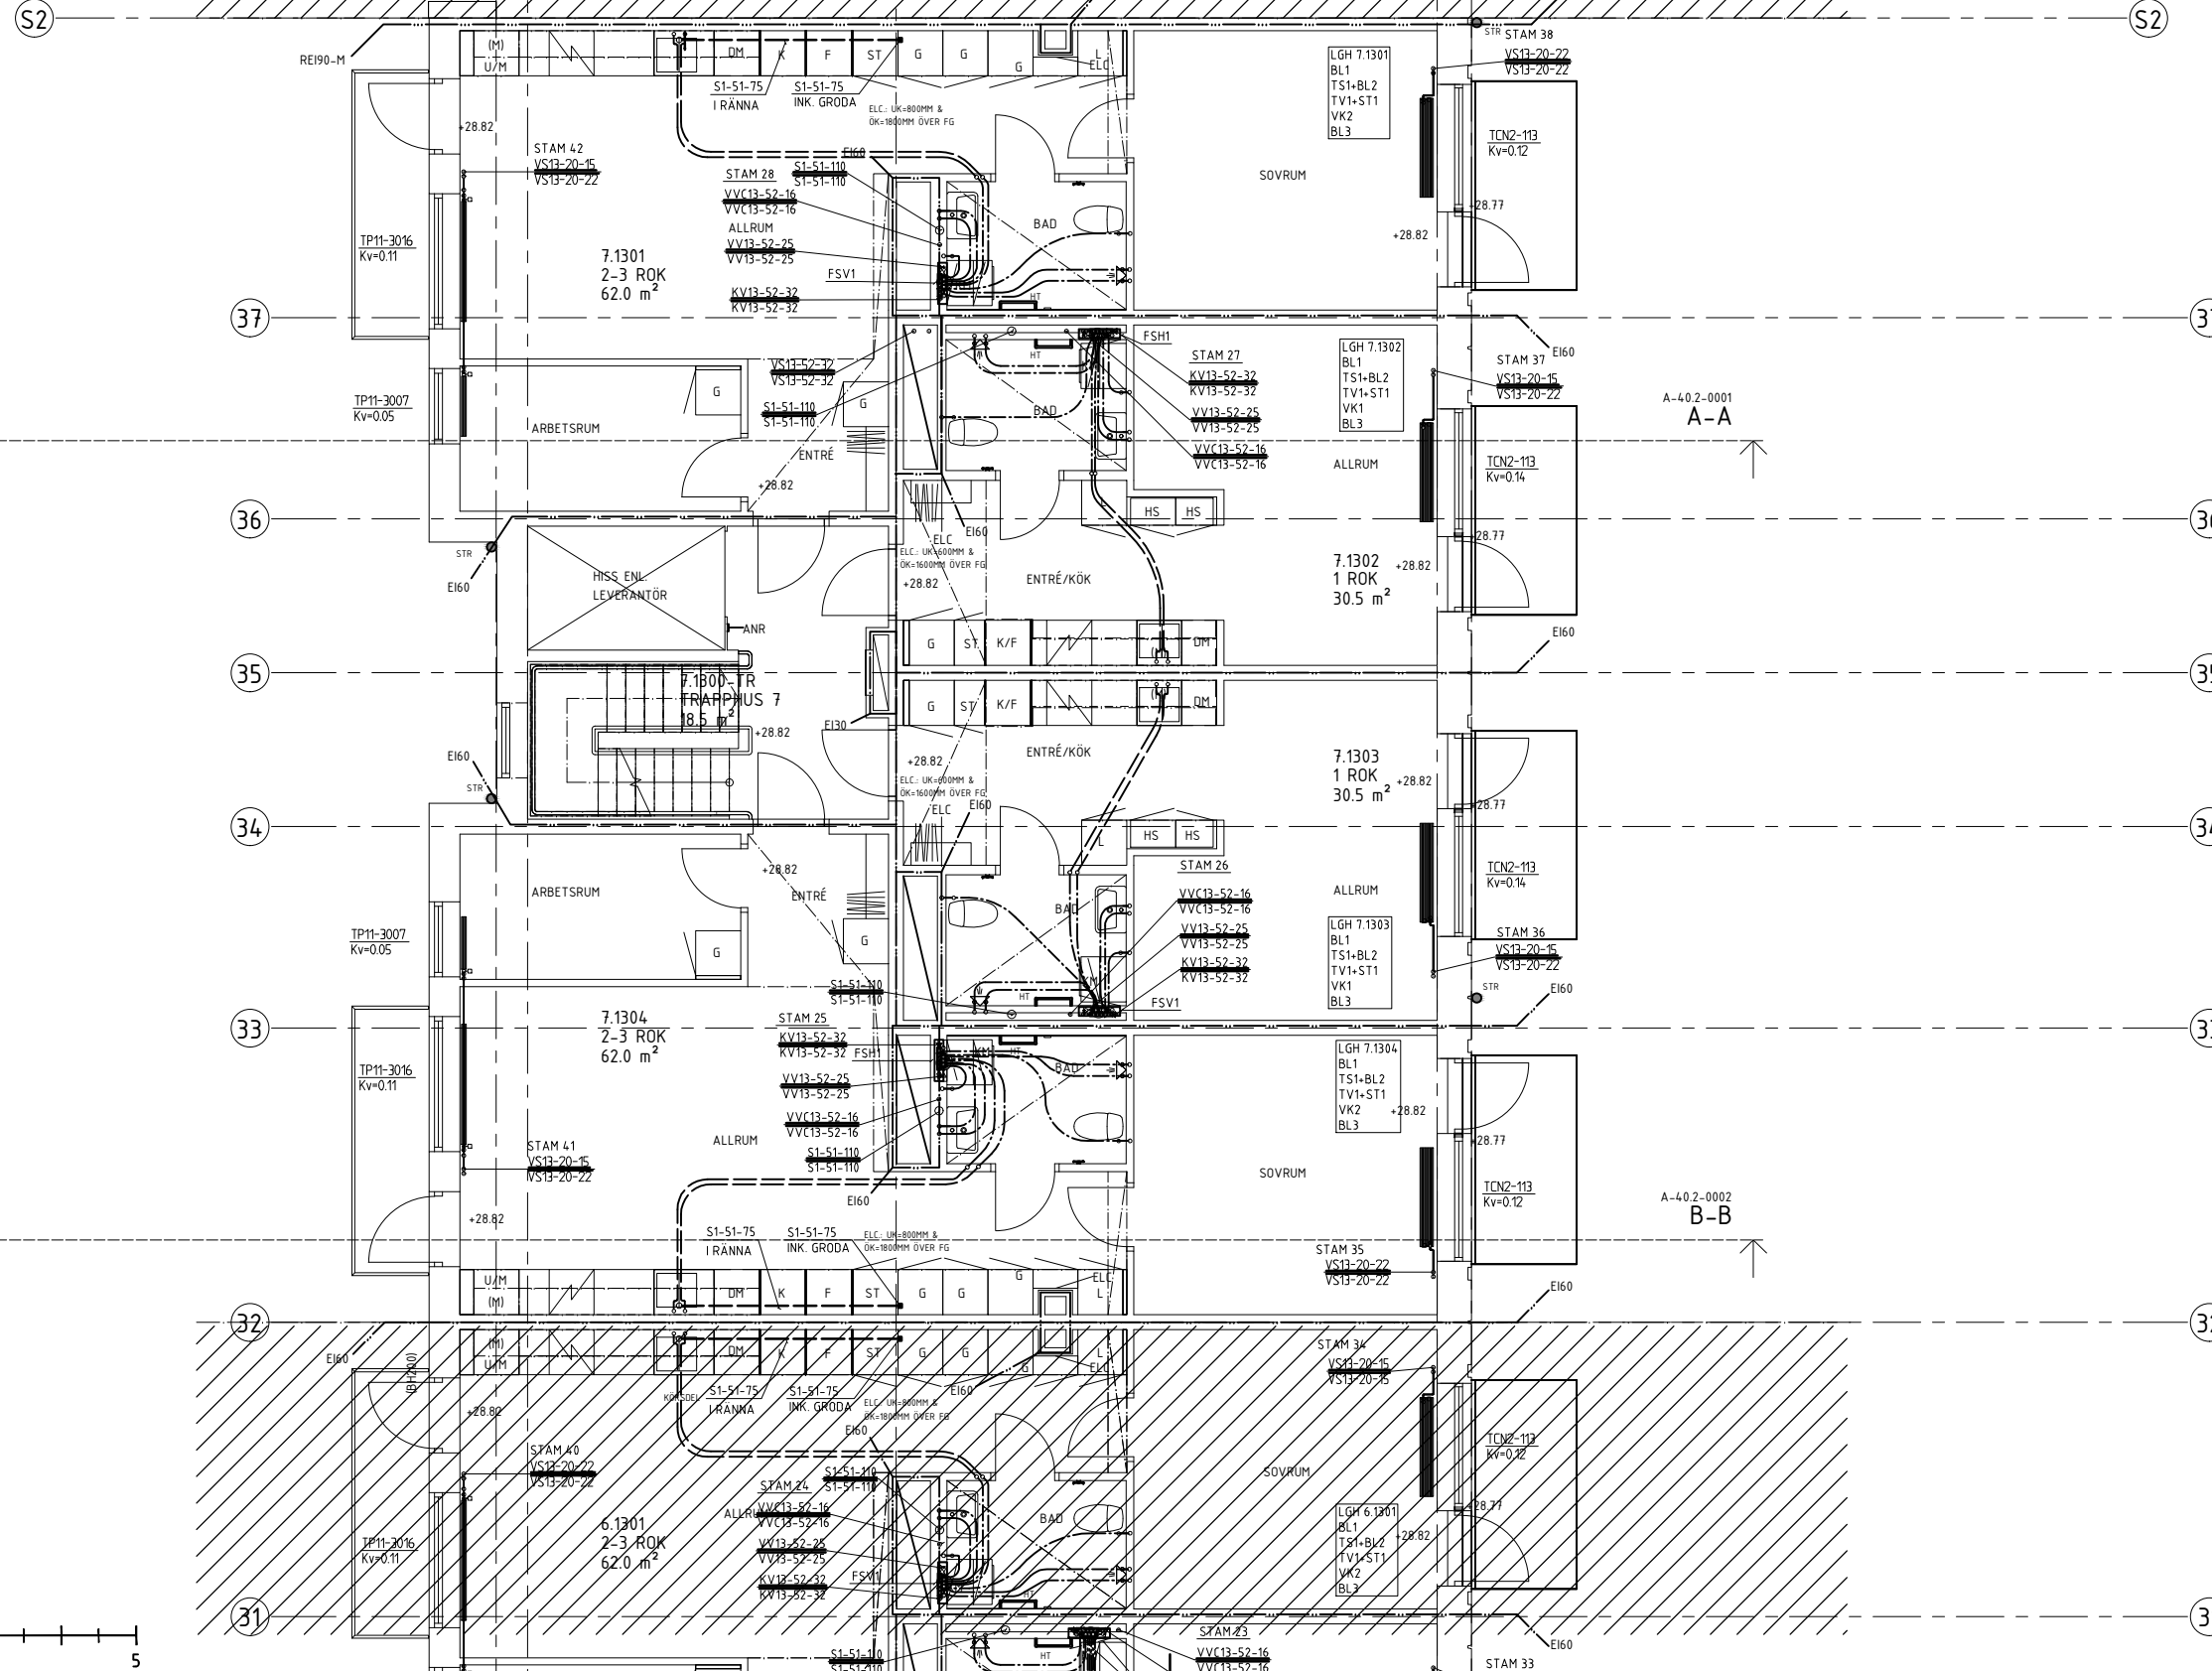 S2
S2
REI90-M
(M)
U/M
DM
K
F
ST
G
G
G
L
ELC
STR
STAM 38
VS13-20-22
VS13-20-22
S1-51-75
I RÄNNA
S1-51-75
INK. GRODA
ELC.: UK=800MM &
ÖK=1800MM ÖVER FG
LGH 7.1301
BL1
TS1+BL2
TV1+ST1
VK2
BL3
TCN2-113
Kv=0.12
+28.82
STAM 42
VS13-20-15
VS13-20-22
EI60
S1-51-110
S1-51-110
STAM 28
VVC13-52-16
VVC13-52-16
ALLRUM
VV13-52-25
VV13-52-25
FSV1
KV13-52-32
KV13-52-32
BAD
HT
SOVRUM
+28.77
+28.82
TP11-3016
Kv=0.11
7.1301
2-3 ROK
62.0 m²
37
EI60
VS13-52-32
VS13-52-32
S1-51-110
S1-51-110
HT
FSH1
STAM 27
KV13-52-32
KV13-52-32
VV13-52-25
VV13-52-25
VVC13-52-16
VVC13-52-16
BAD
LGH 7.1302
BL1
TS1+BL2
TV1+ST1
VK1
BL3
STAM 37
VS13-20-15
VS13-20-22
TP11-3007
Kv=0.05
ARBETSRUM
G
G
ENTRÉ
+28.82
A-40.2-0001
A-A
ALLRUM
TCN2-113
Kv=0.14
36
STR
EI60
HISS ENL.
LEVERANTÖR
ANR
EI60
ELC
ELC.: UK=600MM &
ÖK=1600MM ÖVER FG
+28.82
HS
HS
ENTRÉ/KÖK
7.1302
1 ROK
30.5 m²
+28.82
+28.77
G
ST
K/F
(M)
DM
EI60
35
35
7.1300-TR
TRAPPHUS 7
18.5 m²
+28.82
EI30
G
ST
K/F
(M)
DM
ENTRÉ/KÖK
+28.82
ELC.: UK=600MM &
ÖK=1600MM ÖVER FG
EI60
ELC
7.1303
1 ROK
30.5 m²
+28.82
+28.77
EI60
STR
34
HS
HS
L
ARBETSRUM
+28.82
ENTRÉ
G
G
TP11-3007
Kv=0.05
STAM 26
VVC13-52-16
VVC13-52-16
VV13-52-25
VV13-52-25
KV13-52-32
KV13-52-32
FSV1
BAD
KM
HT
S1-51-110
S1-51-110
ALLRUM
LGH 7.1303
BL1
TS1+BL2
TV1+ST1
VK1
BL3
TCN2-113
Kv=0.14
STAM 36
VS13-20-15
VS13-20-22
STR
EI60
33
7.1304
2-3 ROK
62.0 m²
TP11-3016
Kv=0.11
STAM 25
KV13-52-32
KV13-52-32
FSH1
VV13-52-25
VV13-52-25
VVC13-52-16
VVC13-52-16
S1-51-110
S1-51-110
KM
HT
BAD
ALLRUM
STAM 41
VS13-20-15
VS13-20-22
EI60
+28.82
LGH 7.1304
BL1
TS1+BL2
TV1+ST1
VK2
BL3
+28.82
+28.77
SOVRUM
TCN2-113
Kv=0.12
A-40.2-0002
B-B
S1-51-75
I RÄNNA
S1-51-75
INK. GRODA
ELC.: UK=800MM &
ÖK=1800MM ÖVER FG
STAM 35
VS13-20-22
VS13-20-22
U/M
(M)
DM
K
F
ST
G
G
G
ELC
L
EI60
32
EI60
(BH200)
(M)
U/M
DM
K
F
ST
G
G
G
L
ELC
EI60
KÖKSDEL
S1-51-75
I RÄNNA
S1-51-75
INK. GRODA
ELC.: UK=800MM &
ÖK=1800MM ÖVER FG
STAM 34
VS13-20-15
VS13-20-15
+28.82
EI60
STAM 40
VS13-20-22
VS13-20-22
S1-51-110
S1-51-110
STAM 24
VVC13-52-16
VVC13-52-16
ALLRUM
VV13-52-25
VV13-52-25
FSV1
KV13-52-32
KV13-52-32
BAD
HT
SOVRUM
TCN2-113
Kv=0.12
+28.77
+28.82
LGH 6.1301
BL1
TS1+BL2
TV1+ST1
VK2
BL3
TP11-3016
Kv=0.11
6.1301
2-3 ROK
62.0 m²
31
EI60
5
S1-51-110
S1-51-110
HT
STAM 23
VVC13-52-16
VVC13-52-16
STAM 33